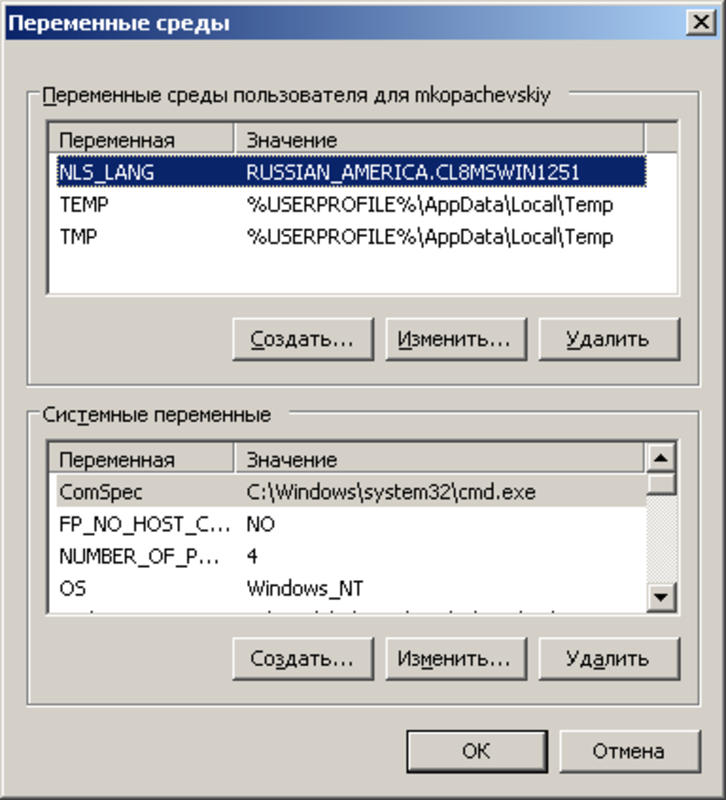 Переменные среды
Переменные среды пользователя для mkopachevskiy
Переменная Значение
NLS_LANG RUSSIAN_AMERICA.CL8MSWIN1251
TEMP %USERPROFILE%\AppData\Local\Temp
TMP %USERPROFILE%\AppData\Local\Temp
Создать... Изменить... Удалить
Системные переменные
Переменная Значение
ComSpec C:\Windows\system32\cmd.exe
FP_NO_HOST_C... NO
NUMBER_OF_P... 4
OS Windows_NT
Создать... Изменить... Удалить
ОК Отмена